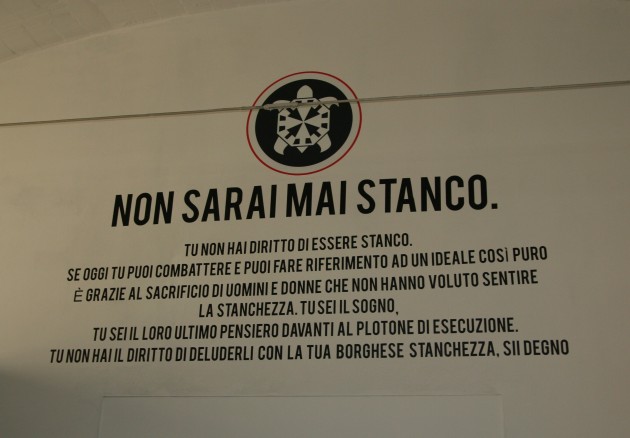 NON SARAI MAI STANCO.
TU NON HAI DIRITTO DI ESSERE STANCO.
SE OGGI TU PUOI COMBATTERE E PUOI FARE RIFERIMENTO AD UN IDEALE COSÌ PURO
È GRAZIE AL SACRIFICIO DI UOMINI E DONNE CHE NON HANNO VOLUTO SENTIRE
LA STANCHEZZA. TU SEI IL SOGNO,
TU SEI IL LORO ULTIMO PENSIERO DAVANTI AL PLOTONE DI ESECUZIONE.
TU NON HAI IL DIRITTO DI DELUDERLI CON LA TUA BORGHESE STANCHEZZA, SII DEGNO